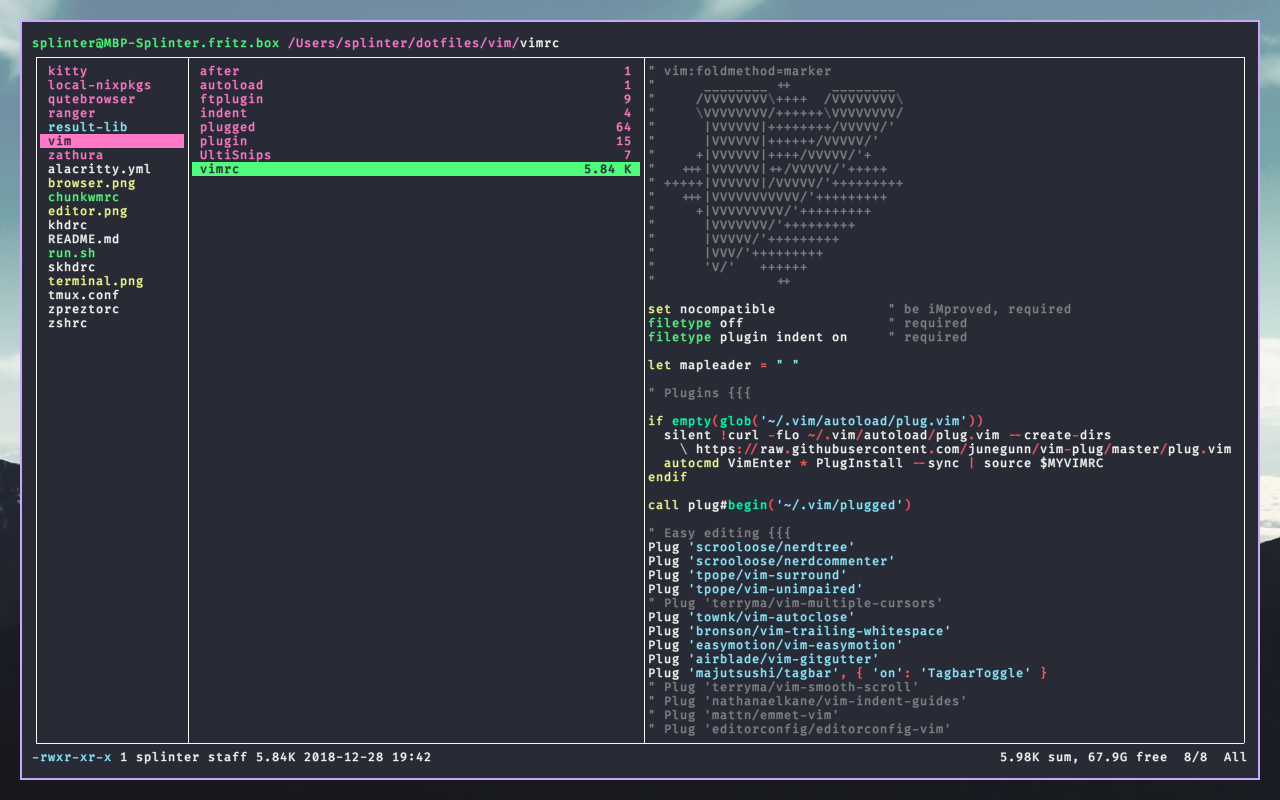 splinter@MBP-Splinter.fritz.box /Users/splinter/dotfiles/vim/vimrc
kitty
local-nixpkgs
qutebrowser
ranger
result-lib
vim
zathura
alacritty.yml
browser.png
chunkwmrc
editor.png
khdrc
README.md
run.sh
skhdrc
terminal.png
tmux.conf
zpreztorc
zshrc
after 1
autoload 1
ftplugin 9
indent 4
plugged 64
plugin 15
UltiSnips 7
vimrc 5.84 K
" vim:foldmethod=marker
"      ________ ++     ________
"     /VVVVVVVV\++++  /VVVVVVVV\
"     \VVVVVVVV/++++++\VVVVVVVV/
"      |VVVVVV|++++++++/VVVVV/'
"      |VVVVVV|++++++/VVVVV/'
"     +|VVVVVV|++++/VVVVV/'+
"   +++|VVVVVV|++/VVVVV/'+++++
" +++++|VVVVVV|/VVVVV/'+++++++++
"   +++|VVVVVVVVVVV/'+++++++++
"     +|VVVVVVVVV/'+++++++++
"      |VVVVVVV/'+++++++++
"      |VVVVV/'+++++++++
"      |VVV/'+++++++++
"      'V/'   ++++++
"               ++
set nocompatible              " be iMproved, required
filetype off                  " required
filetype plugin indent on     " required
let mapleader = " "
" Plugins {{{
if empty(glob('~/.vim/autoload/plug.vim'))
  silent !curl -fLo ~/.vim/autoload/plug.vim --create-dirs
    \ https://raw.githubusercontent.com/junegunn/vim-plug/master/plug.vim
  autocmd VimEnter * PlugInstall --sync | source $MYVIMRC
endif
call plug#begin('~/.vim/plugged')
" Easy editing {{{
Plug 'scrooloose/nerdtree'
Plug 'scrooloose/nerdcommenter'
Plug 'tpope/vim-surround'
Plug 'tpope/vim-unimpaired'
" Plug 'terryma/vim-multiple-cursors'
Plug 'townk/vim-autoclose'
Plug 'bronson/vim-trailing-whitespace'
Plug 'easymotion/vim-easymotion'
Plug 'airblade/vim-gitgutter'
Plug 'majutsushi/tagbar', { 'on': 'TagbarToggle' }
" Plug 'terryma/vim-smooth-scroll'
" Plug 'nathanaelkane/vim-indent-guides'
" Plug 'mattn/emmet-vim'
" Plug 'editorconfig/editorconfig-vim'
-rwxr-xr-x 1 splinter staff 5.84K 2018-12-28 19:42 5.98K sum, 67.9G free  8/8  All